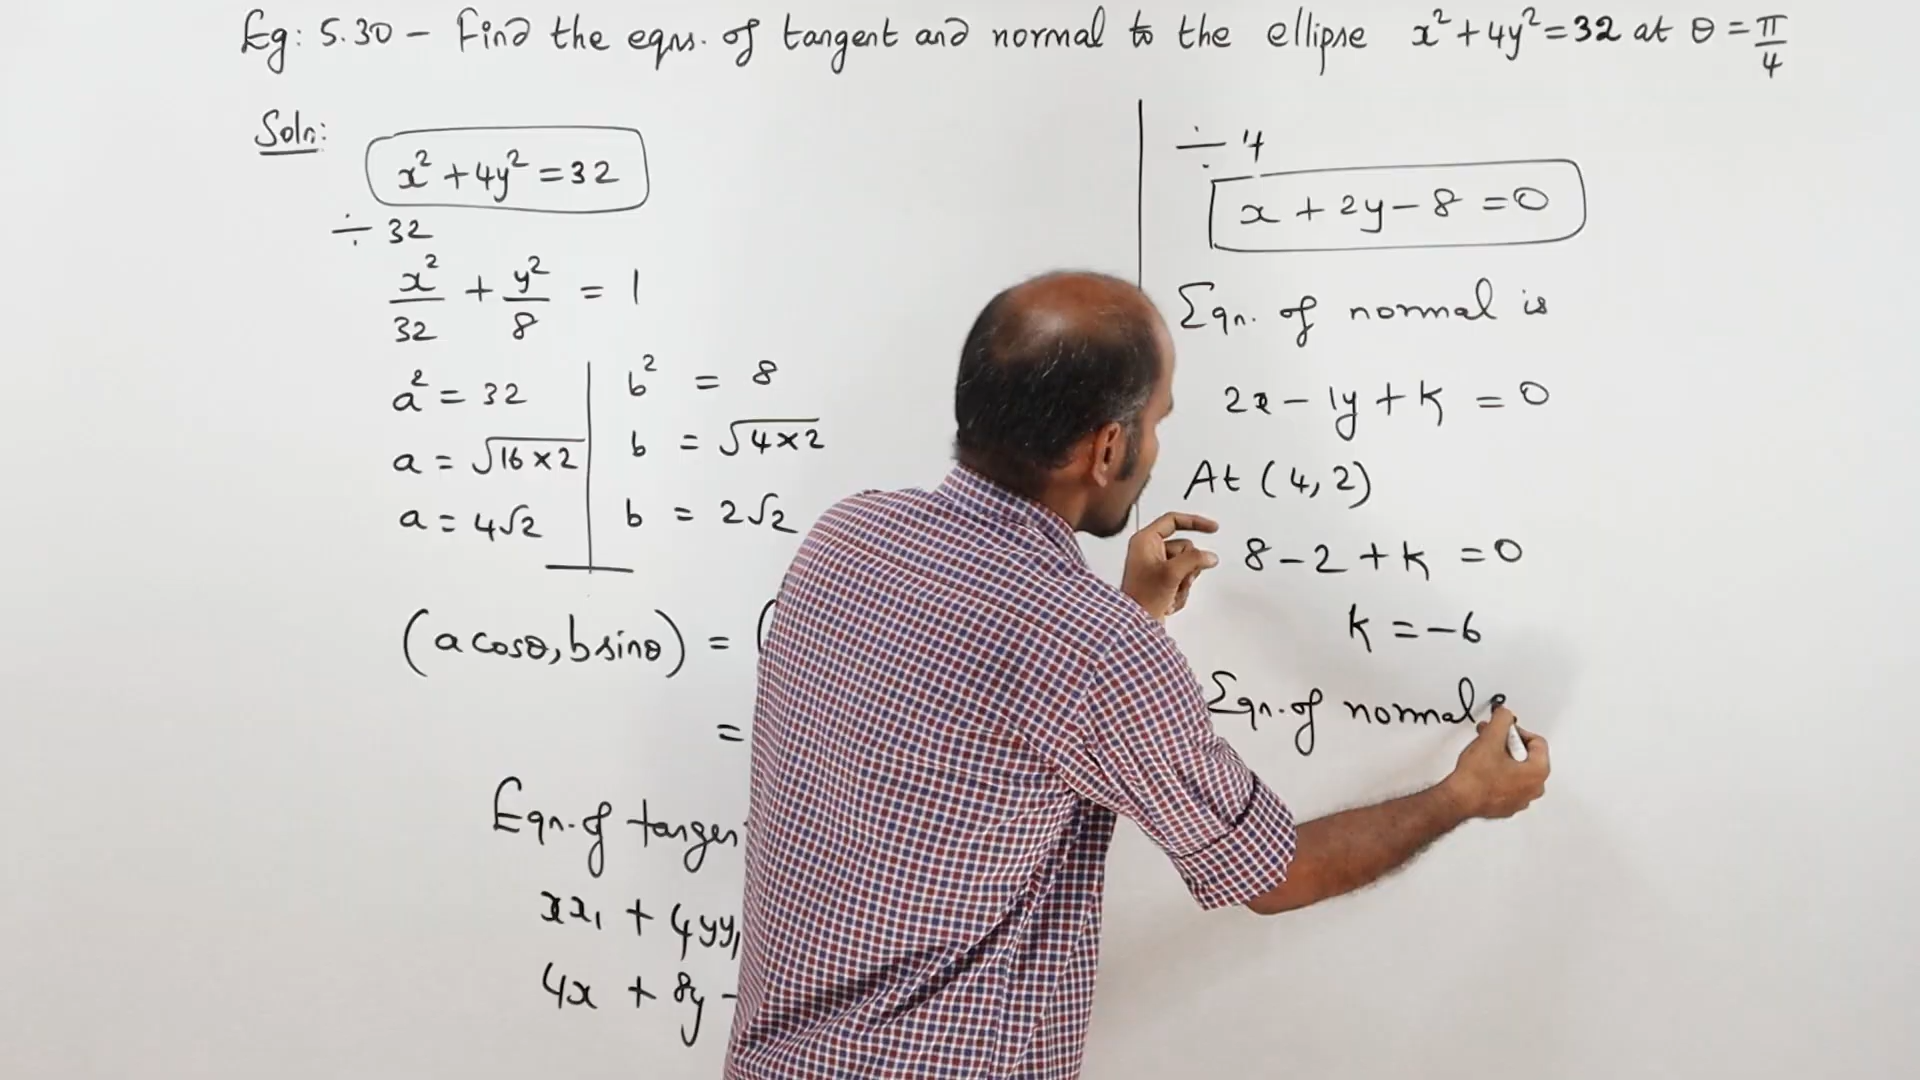 Eg: 5.30 – Find the eqns. of tangent and normal to the ellipse x² + 4y² = 32 at θ = π/4
Soln:
x² + 4y² = 32
÷ 32
x²/32 + y²/8 = 1
a² = 32
a = √16×2
a = 4√2
b² = 8
b = √4×2
b = 2√2
(a cosθ, b sinθ) = (
=
Eqn. of tangen
xx₁ + 4yy₁
4x + 8y -
÷ 4
x + 2y – 8 = 0
Eqn. of normal is
2x – 1y + k = 0
At (4, 2)
8 – 2 + k = 0
k = –6
Eqn. of normal